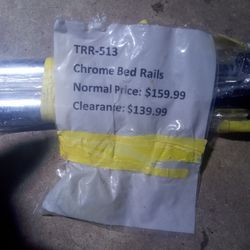 TRR-513
Chrome Bed Rails
Normal Price: $159.99
Clearance: $139.99